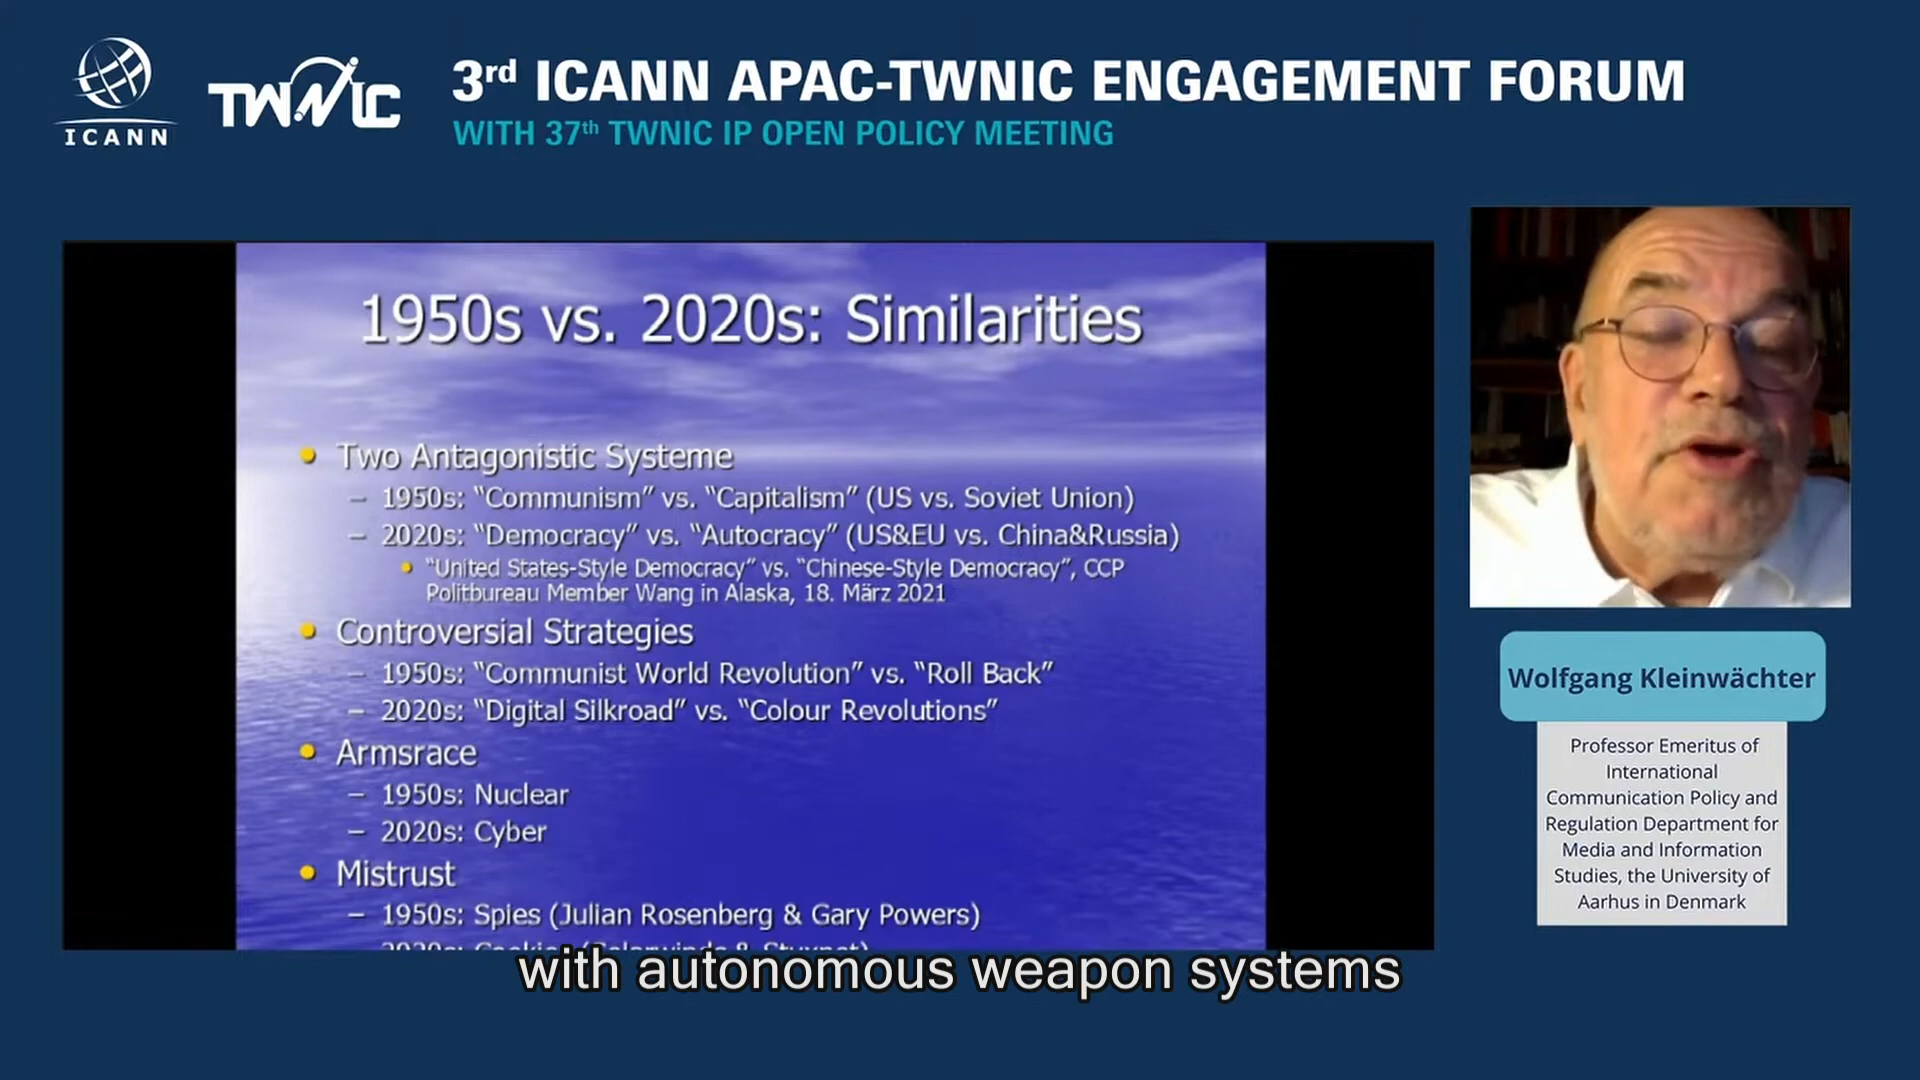 ICANN
TWNIC
3rd ICANN APAC-TWNIC ENGAGEMENT FORUM
WITH 37th TWNIC IP OPEN POLICY MEETING
1950s vs. 2020s: Similarities
• Two Antagonistic Systeme
– 1950s: “Communism” vs. “Capitalism” (US vs. Soviet Union)
– 2020s: “Democracy” vs. “Autocracy” (US&EU vs. China&Russia)
• “United States-Style Democracy” vs. “Chinese-Style Democracy”, CCP
Politbureau Member Wang in Alaska, 18. März 2021
• Controversial Strategies
– 1950s: “Communist World Revolution” vs. “Roll Back”
– 2020s: “Digital Silkroad” vs. “Colour Revolutions”
• Armsrace
– 1950s: Nuclear
– 2020s: Cyber
• Mistrust
– 1950s: Spies (Julian Rosenberg & Gary Powers)
– 2020s: (Solarwinds & Stuxnet)
with autonomous weapon systems
Wolfgang Kleinwächter
Professor Emeritus of
International
Communication Policy and
Regulation Department for
Media and Information
Studies, the University of
Aarhus in Denmark